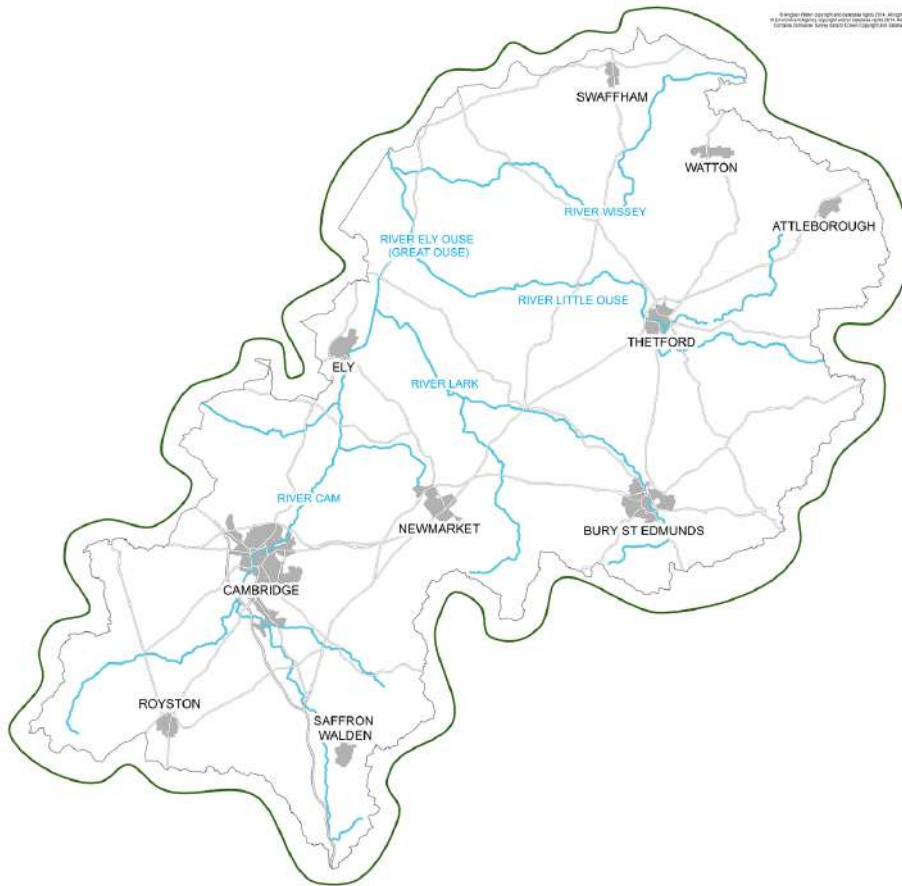 SWAFFHAM
WATTON
ATTLEBOROUGH
RIVER WISSEY
RIVER ELY OUSE
(GREAT OUSE)
RIVER LITTLE OUSE
THETFORD
ELY
RIVER LARK
RIVER CAM
NEWMARKET
BURY ST EDMUNDS
CAMBRIDGE
ROYSTON
SAFFRON
WALDEN